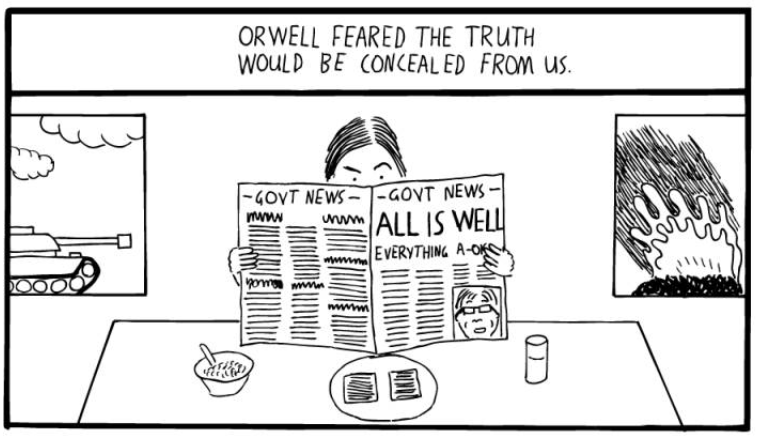 ORWELL FEARED THE TRUTH
WOULD BE CONCEALED FROM US.
-GOVT NEWS-
-GOVT NEWS-
ALL IS WELL
EVERYTHING A-OK